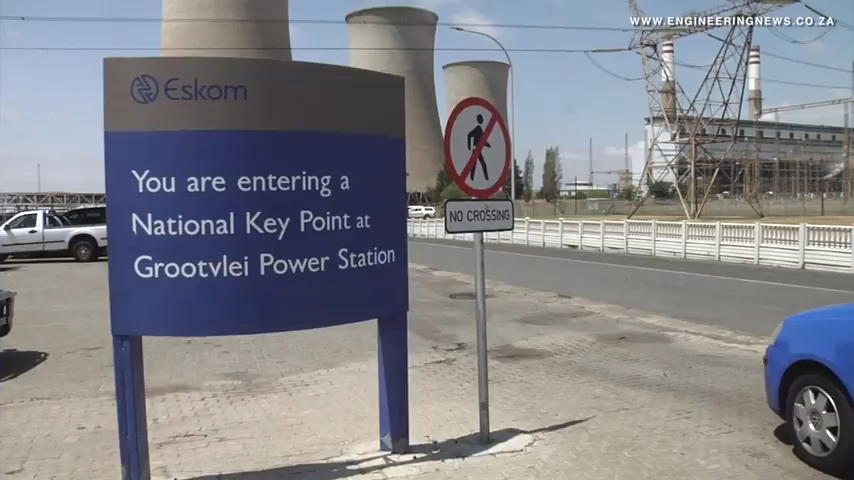 WWW.ENGINEERINGNEWS.CO.ZA
Eskom
You are entering a
National Key Point at
Grootvlei Power Station
NO CROSSING